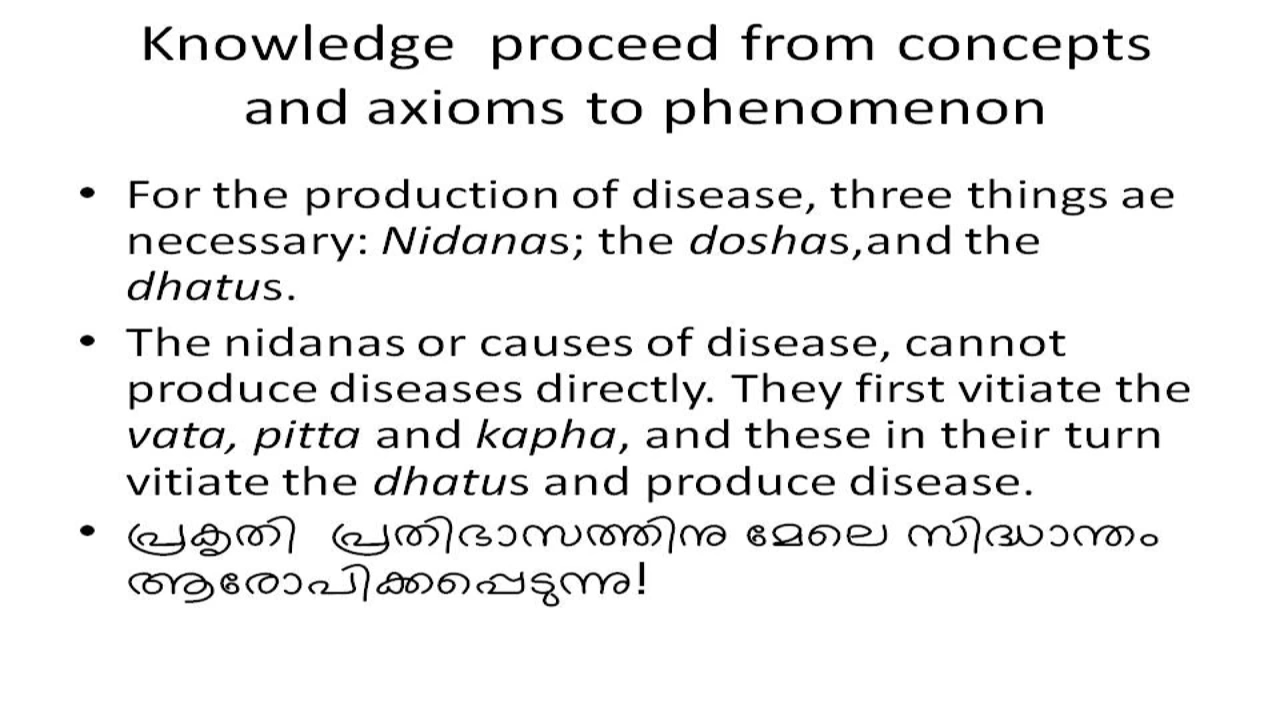 Knowledge proceed from concepts
and axioms to phenomenon
• For the production of disease, three things ae
necessary: Nidanas; the doshas,and the
dhatus.
• The nidanas or causes of disease, cannot
produce diseases directly. They first vitiate the
vata, pitta and kapha, and these in their turn
vitiate the dhatus and produce disease.
• പ്രകൃതി പ്രതിഭാസത്തിനു മേലെ സിദ്ധാന്തം
ആരോപിക്കപ്പെടുന്നു!